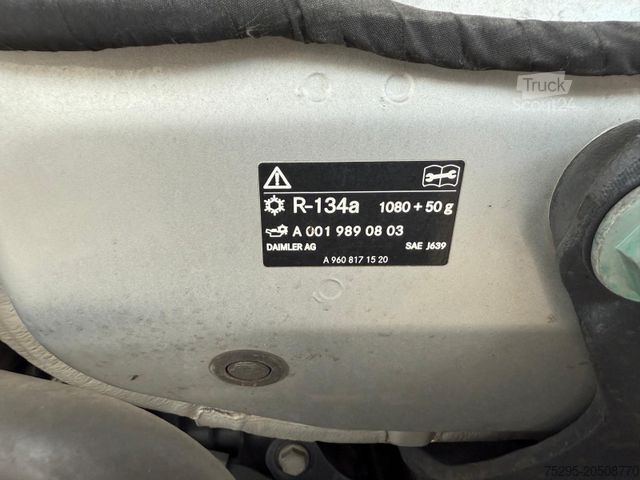 Truck
Scout24
R-134a 1080 + 50 g
A 001 989 08 03
DAIMLER AG SAE J639
A 960 817 15 20
75295-20508770